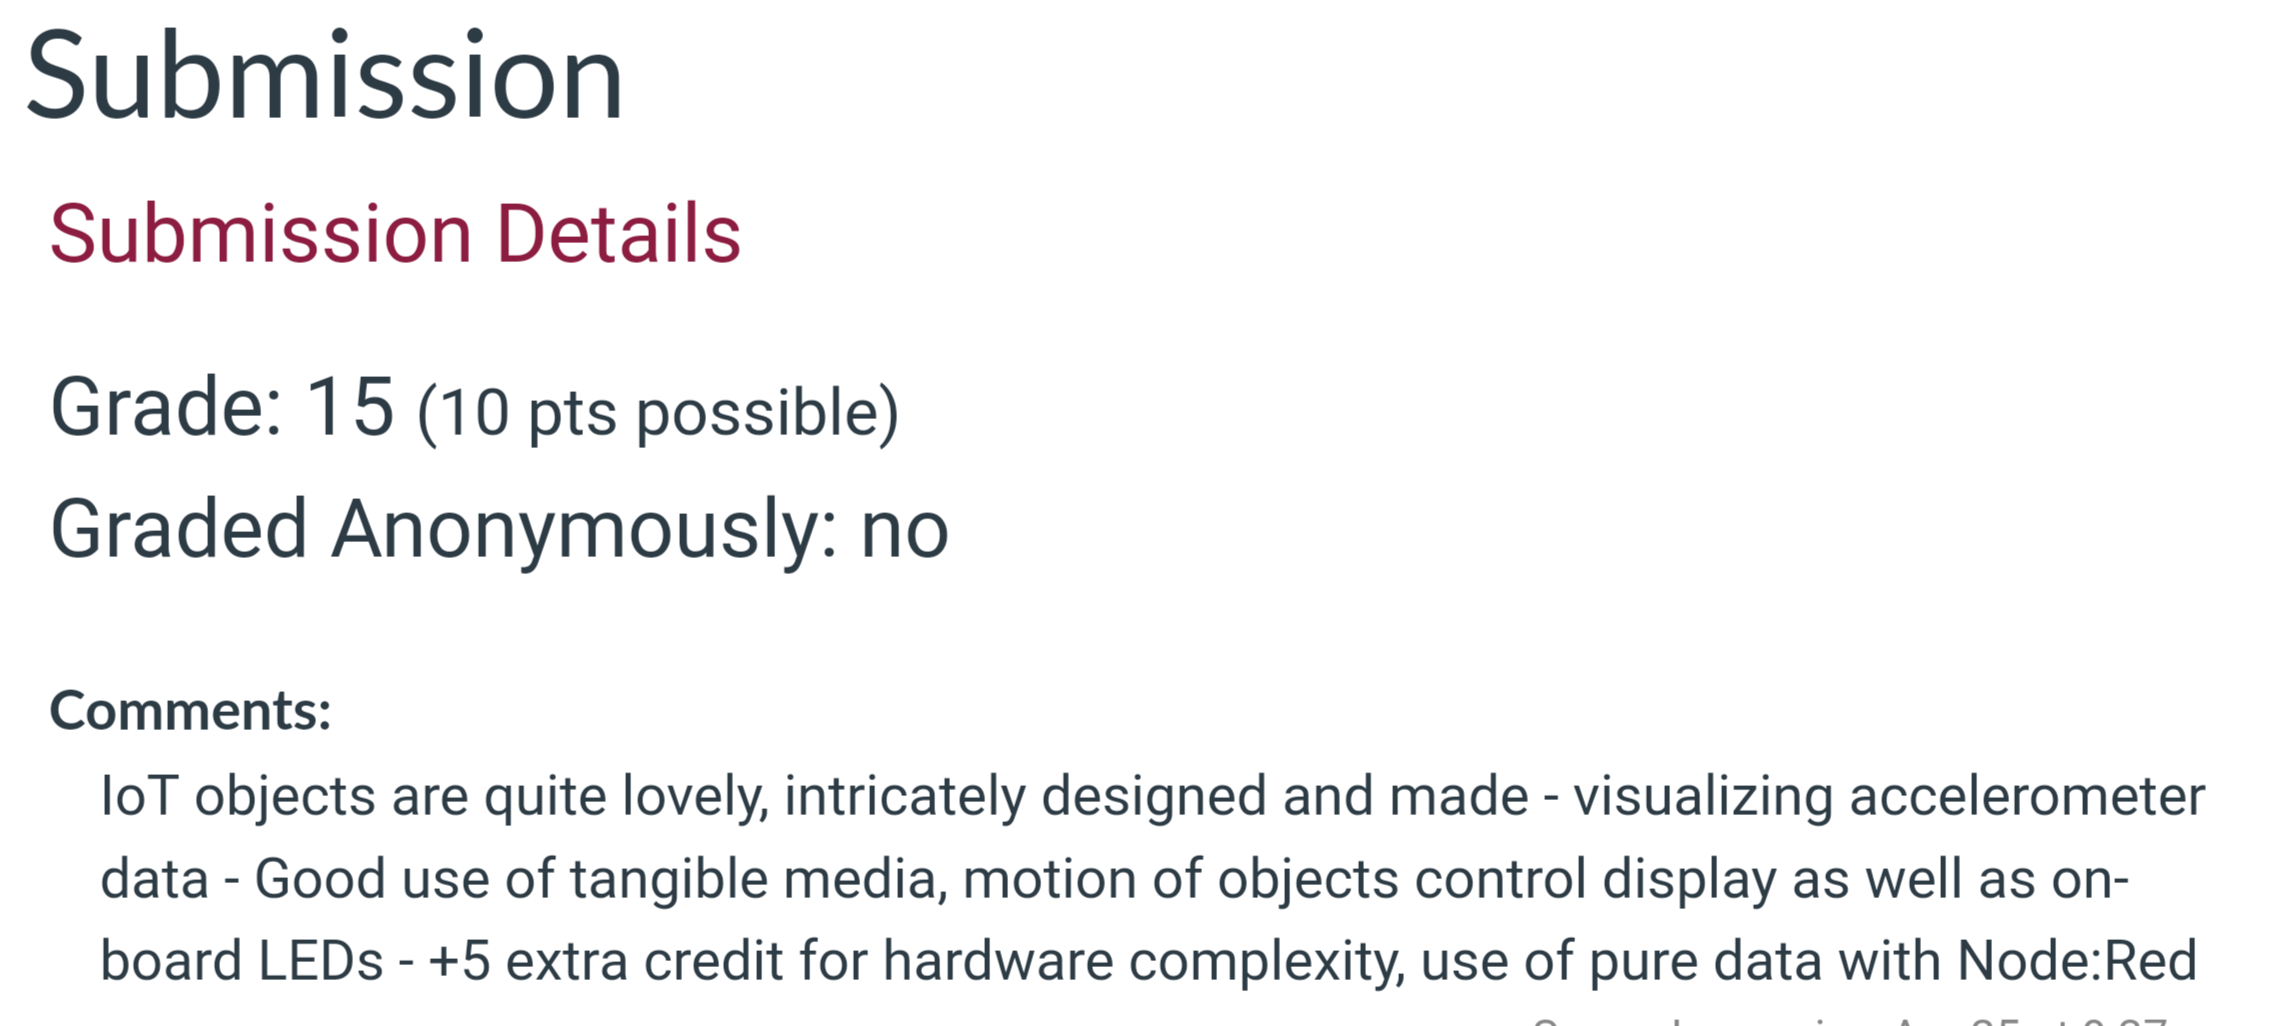 Submission
Submission Details
Grade: 15 (10 pts possible)
Graded Anonymously: no
Comments:
IoT objects are quite lovely, intricately designed and made - visualizing accelerometer
data - Good use of tangible media, motion of objects control display as well as on-
board LEDs - +5 extra credit for hardware complexity, use of pure data with Node:Red